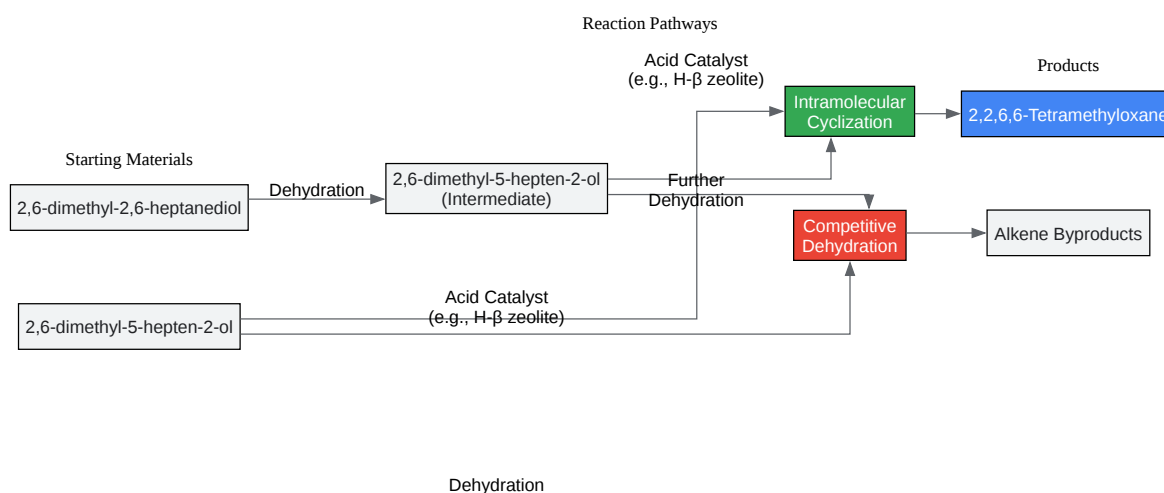 Reaction Pathways
Acid Catalyst
(e.g., H-β zeolite)
Products
Intramolecular
Cyclization
2,2,6,6-Tetramethyloxane
Starting Materials
2,6-dimethyl-2,6-heptanediol
Dehydration
2,6-dimethyl-5-hepten-2-ol
(Intermediate)
Further
Dehydration
Competitive
Dehydration
Alkene Byproducts
2,6-dimethyl-5-hepten-2-ol
Acid Catalyst
(e.g., H-β zeolite)
Dehydration